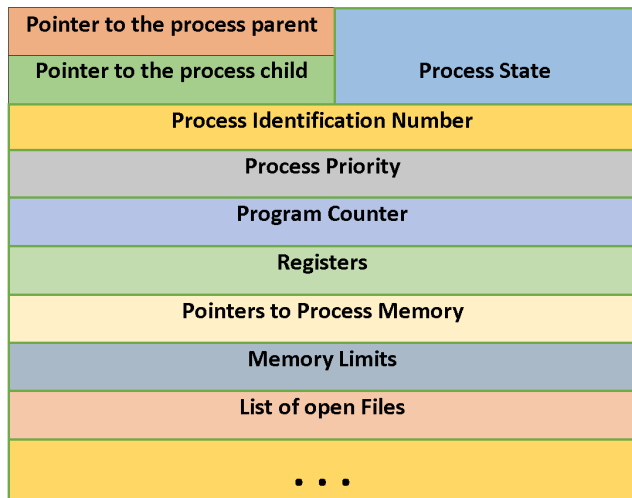 Pointer to the process parent
Pointer to the process child
Process State
Process Identification Number
Process Priority
Program Counter
Registers
Pointers to Process Memory
Memory Limits
List of open Files
. . .